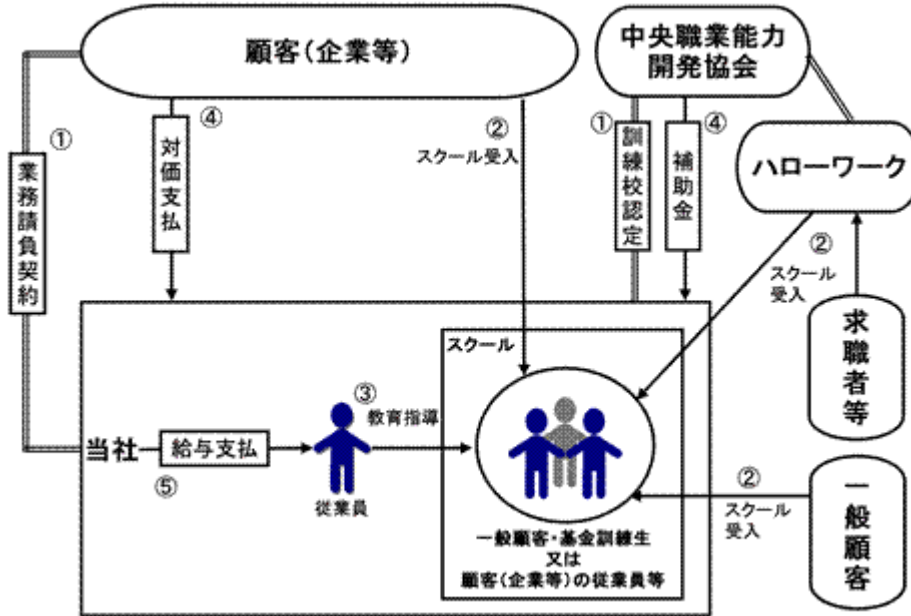 顧客(企業等)
中央職業能力
開発協会
①
業務請負契約
④
対価支払
②
スクール受入
①
訓練校認定
④
補助金
ハローワーク
②
スクール
受入
求職者等
スクール
当社
給与支払
⑤
③
教育指導
従業員
一般顧客・基金訓練生
又は
顧客(企業等)の従業員等
②
スクール
受入
一般顧客